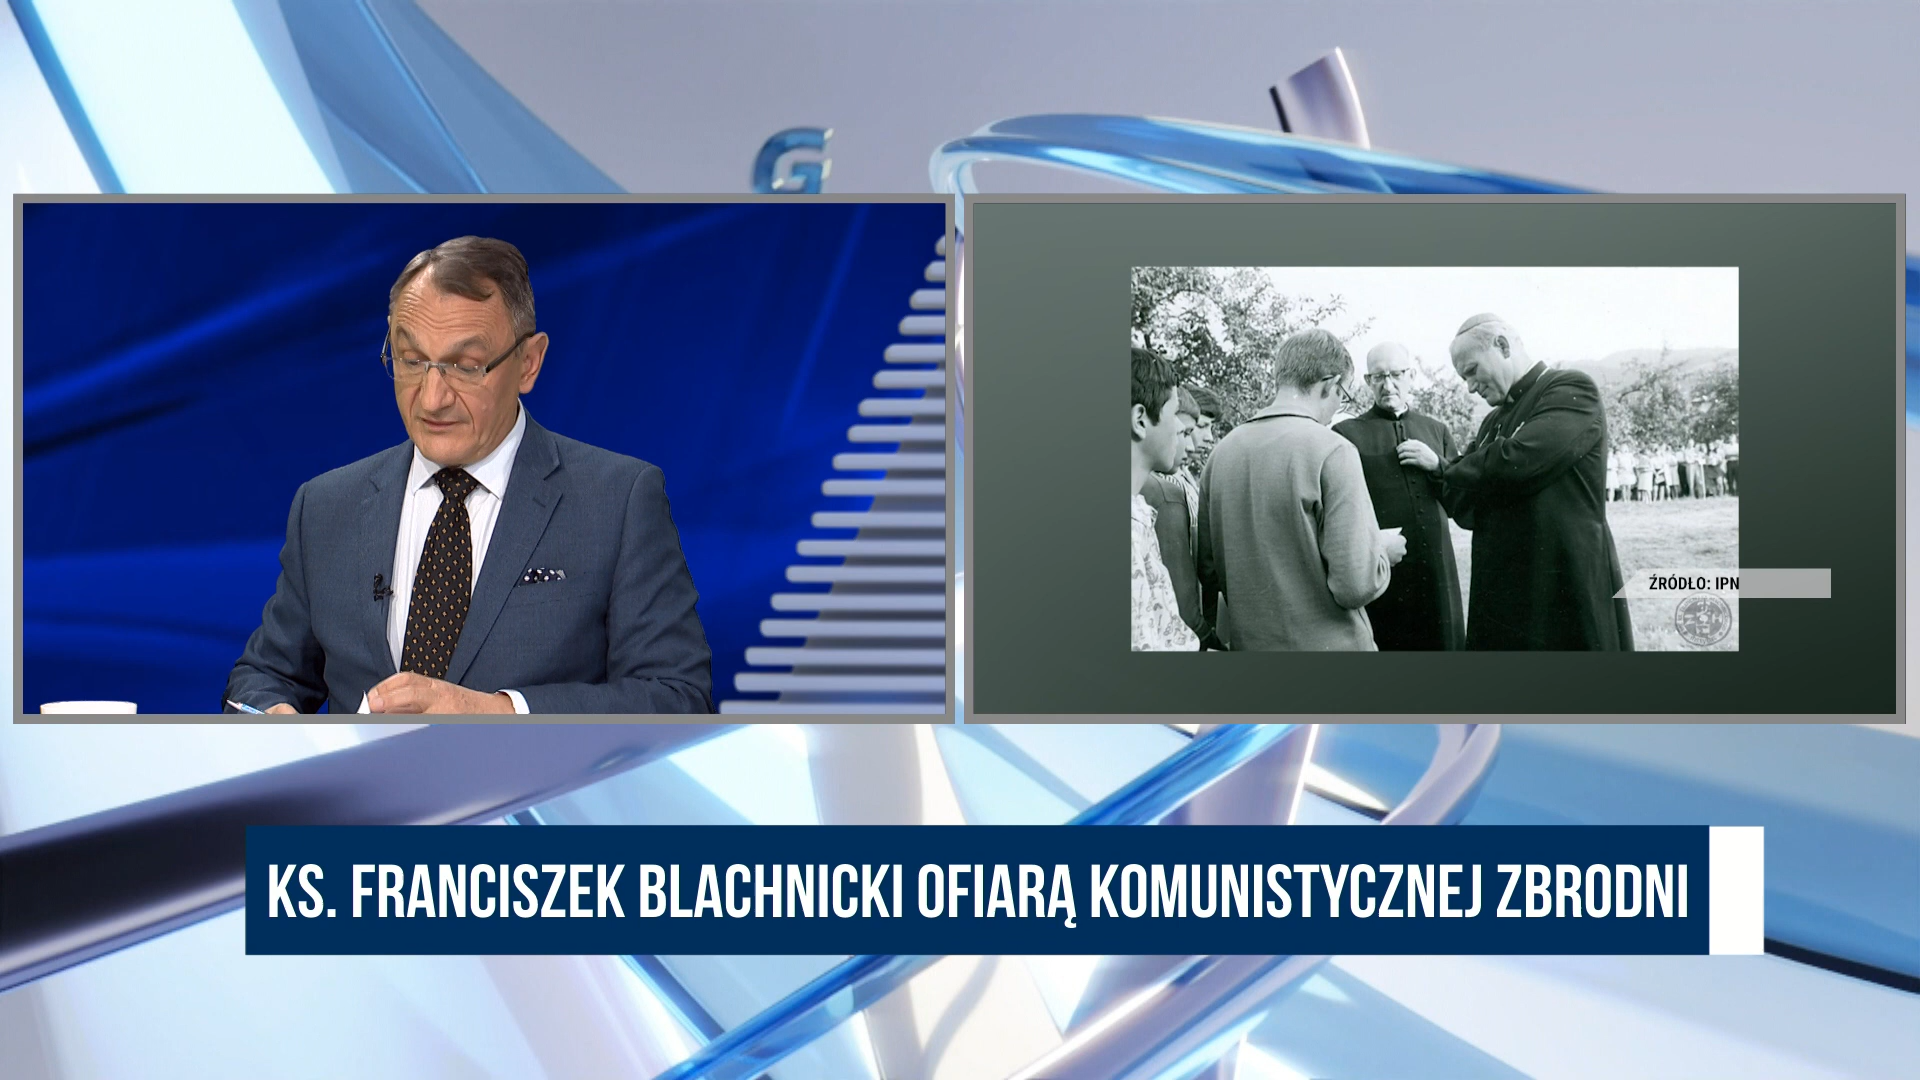 G
ŹRÓDŁO: IPN
KS. FRANCISZEK BLACHNICKI OFIARĄ KOMUNISTYCZNEJ ZBRODNI